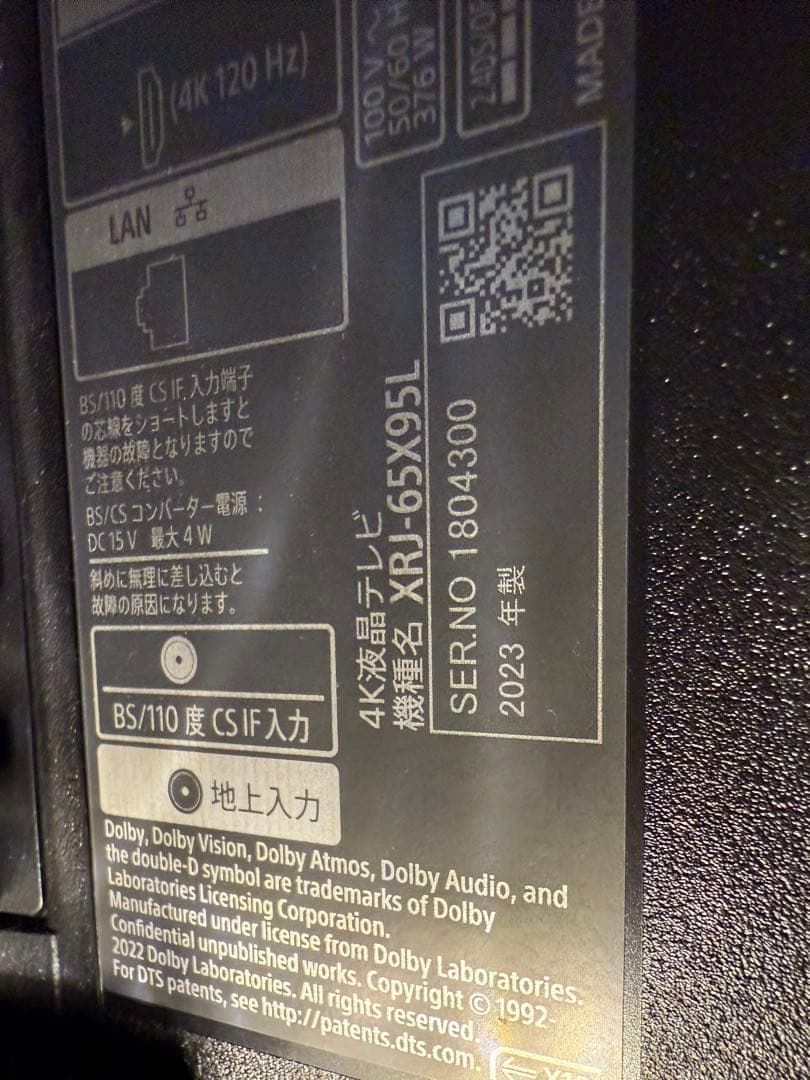 (4K 120 Hz)
LAN
BS/110 度 CS IF 入力端子
の芯線をショートしますと
機器の故障となりますので
ご注意ください。
BS/CS コンバーター電源：
DC 15 V 最大 4 W
斜めに無理に差し込むと
故障の原因になります。
BS/110 度 CS IF 入力
地上入力
100 V ～
50/60 H
376 W
MADE
4K液晶テレビ
機種名 XRJ-65X95L
SER.NO 1804300
2023 年製
Dolby, Dolby Vision, Dolby Atmos, Dolby Audio, and
the double-D symbol are trademarks of Dolby
Laboratories Licensing Corporation.
Manufactured under license from Dolby Laboratories.
Confidential unpublished works. Copyright © 1992-
2022 Dolby Laboratories. All rights reserved.
For DTS patents, see http://patents.dts.com.